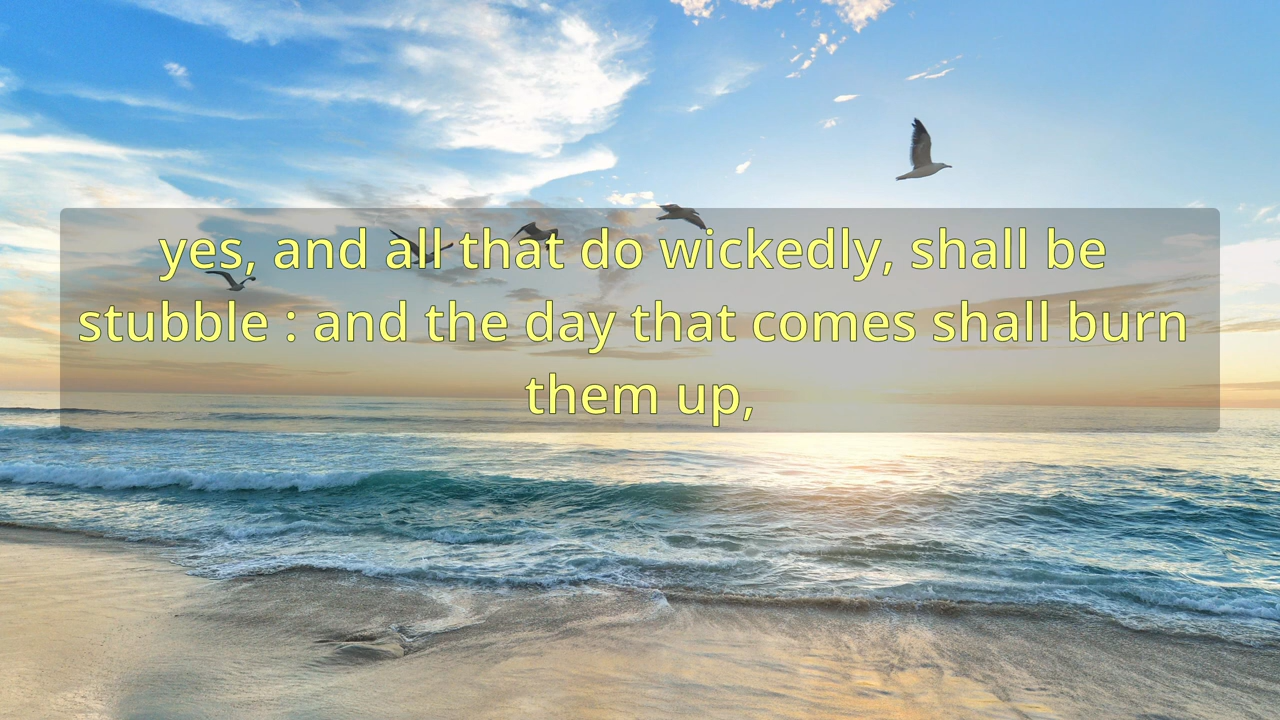 yes, and all that do wickedly, shall be
stubble : and the day that comes shall burn
them up,